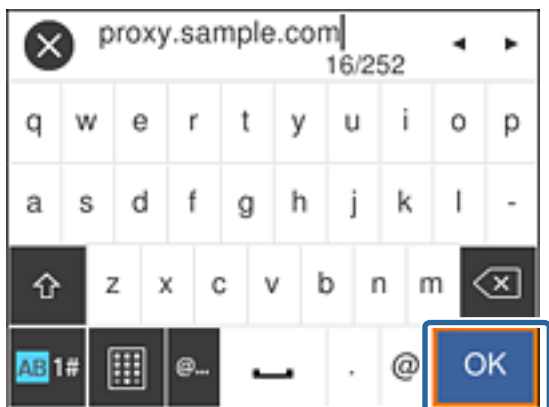 proxy.sample.com
16/252
q w e r t y u i o p
a s d f g h j k l -
z x c v b n m
AB 1# @... . @ OK